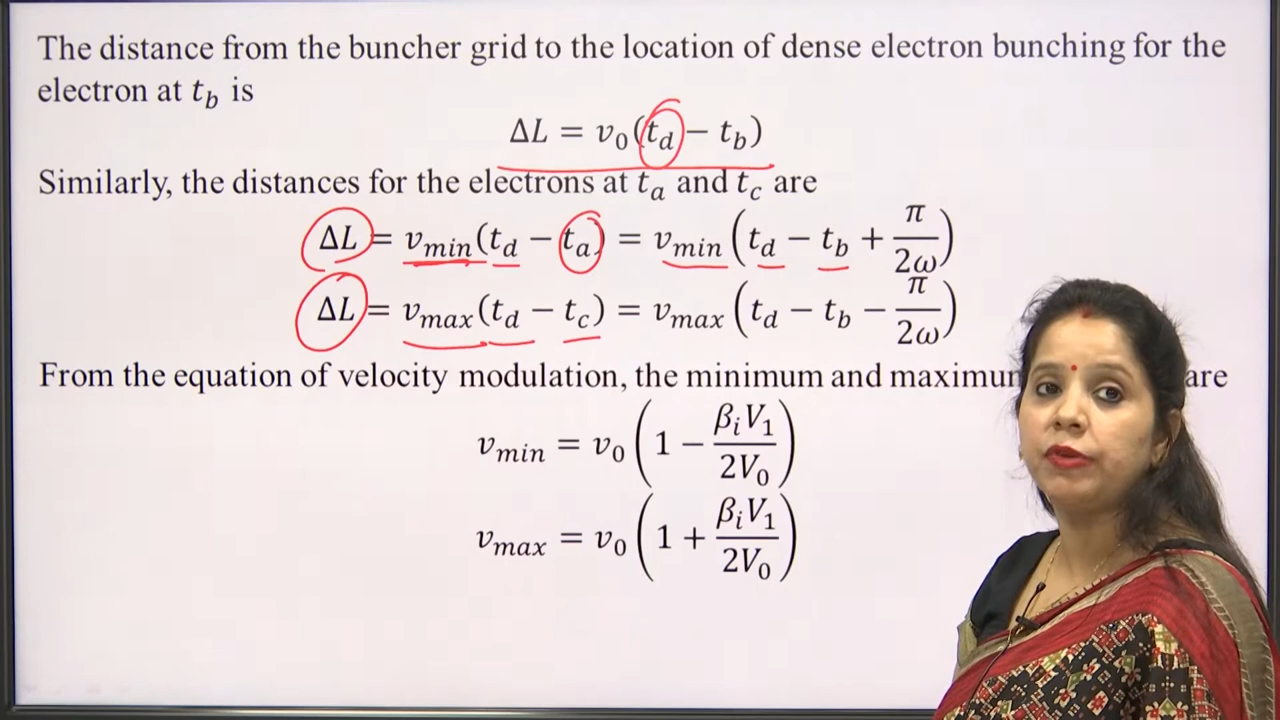 The distance from the buncher grid to the location of dense electron bunching for the
electron at t_b is
ΔL = v_0(t_d − t_b)
Similarly, the distances for the electrons at t_a and t_c are
ΔL = v_min(t_d − t_a) = v_min(t_d − t_b + π/2ω)
ΔL = v_max(t_d − t_c) = v_max(t_d − t_b − π/2ω)
From the equation of velocity modulation, the minimum and maximum are
v_min = v_0(1 − β_iV_1/2V_0)
v_max = v_0(1 + β_iV_1/2V_0)